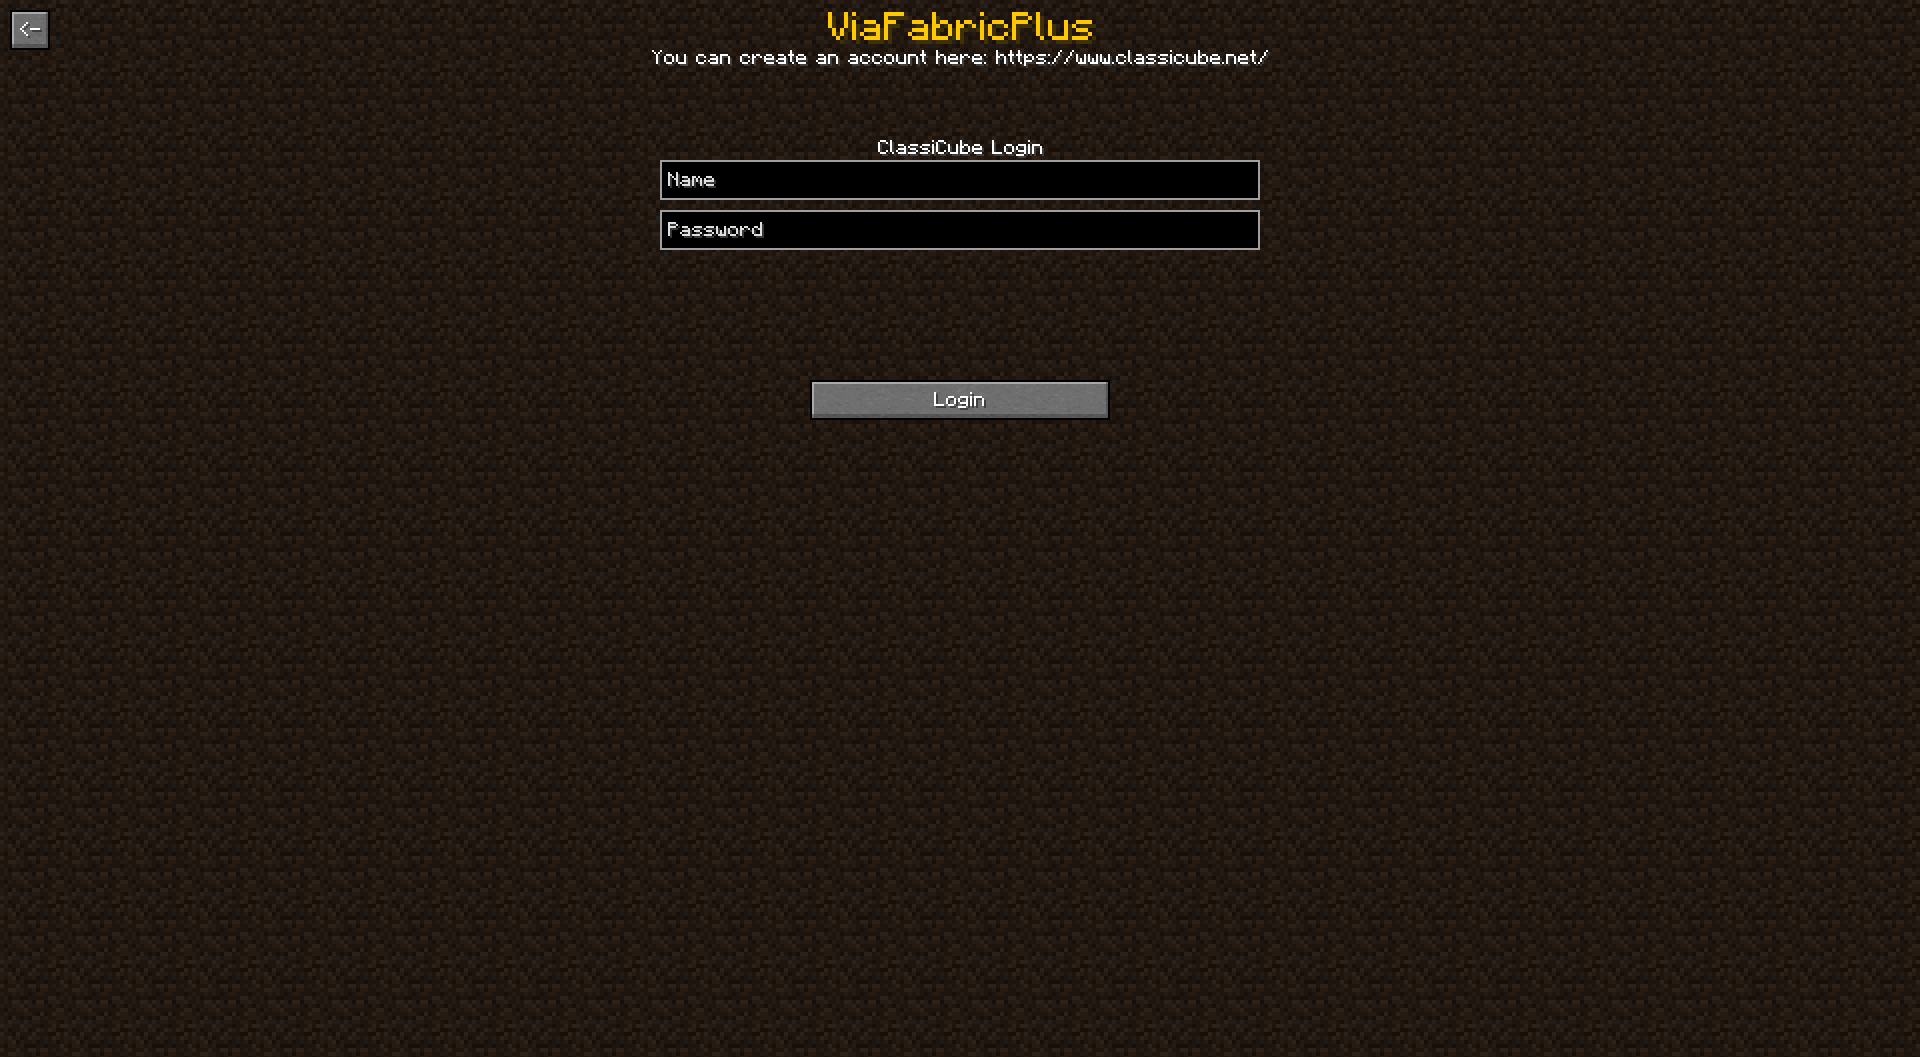 <-
ViaFabricPlus
You can create an account here: https://www.classicube.net/
ClassiCube Login
Name
Password
Login